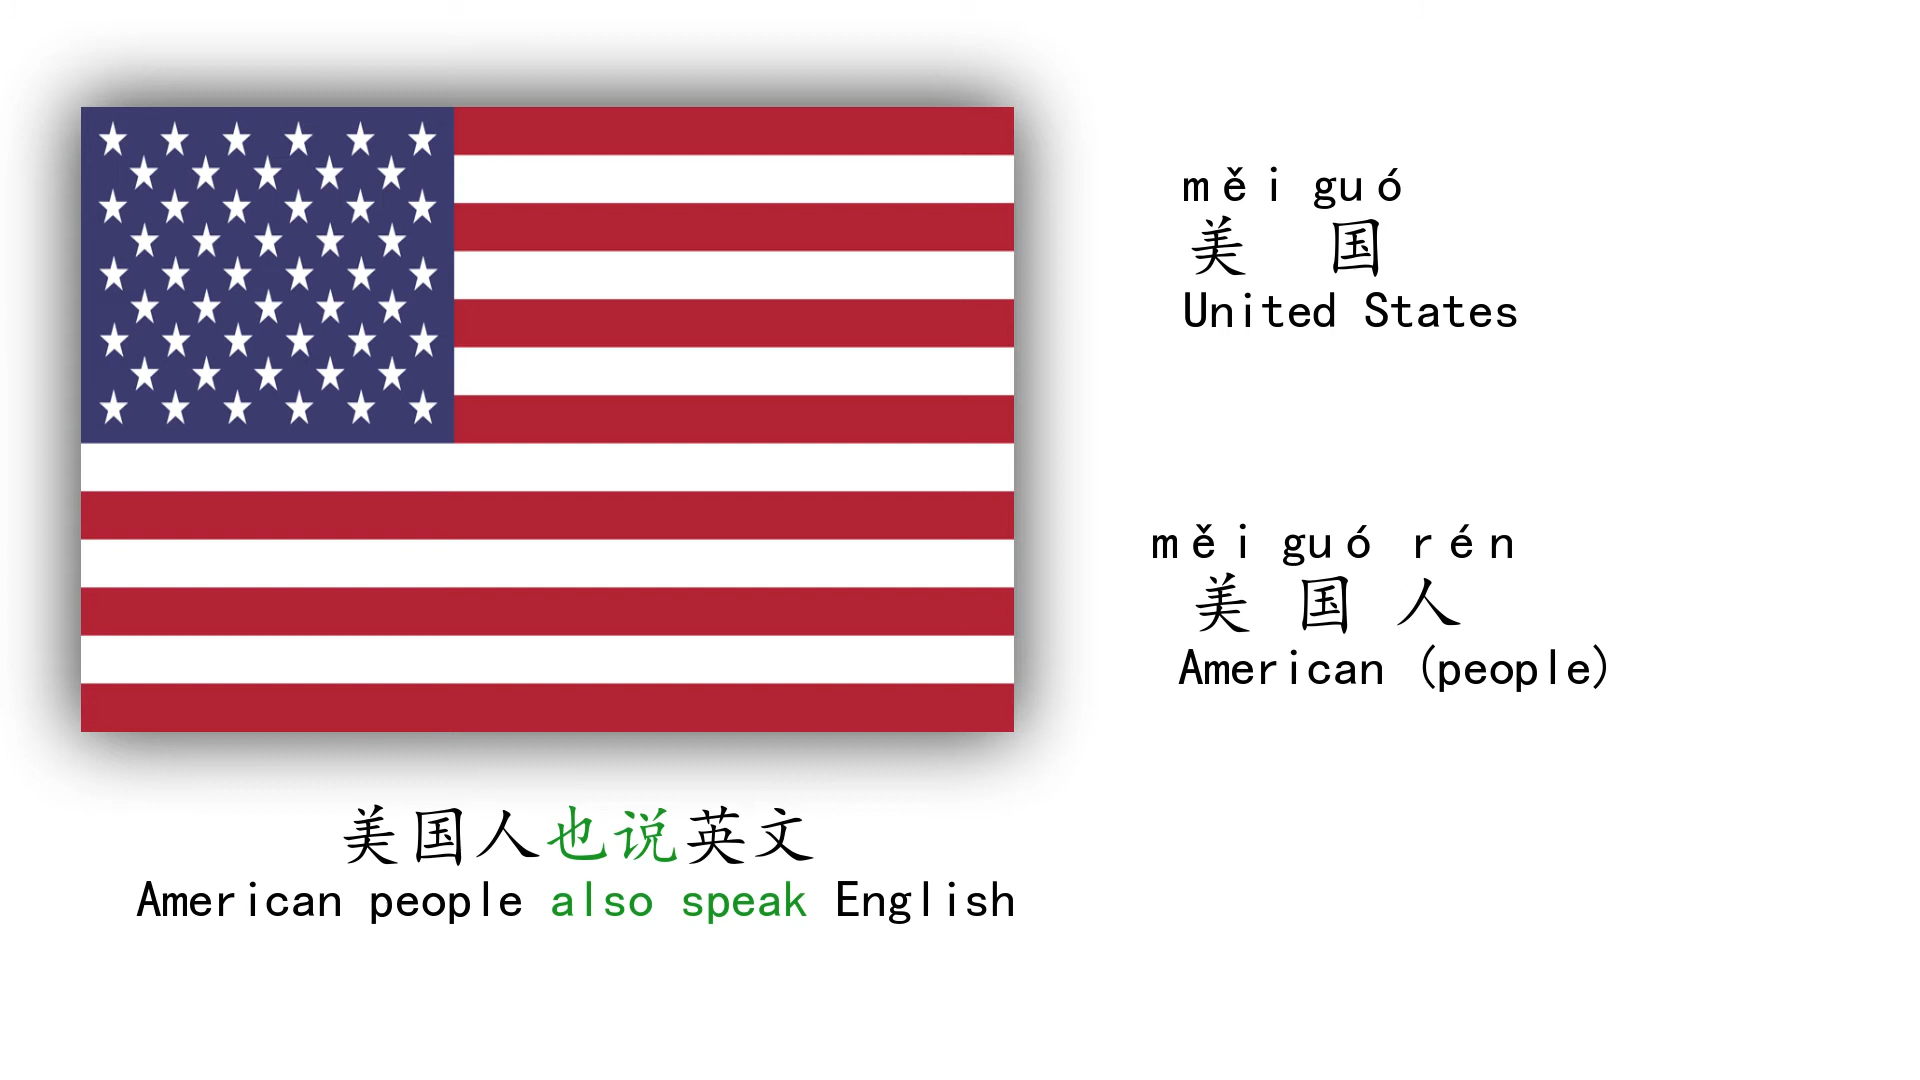 měi guó
美 国
United States
měi guó rén
美 国 人
American (people)
美国人也说英文
American people also speak English